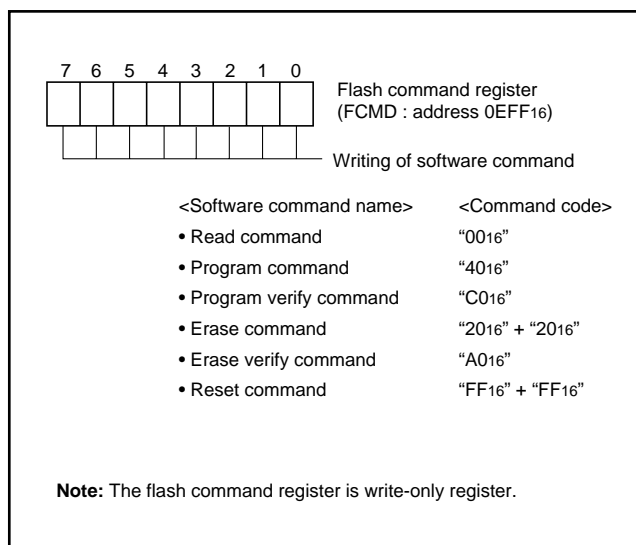 7 6 5 4 3 2 1 0
Flash command register
(FCMD : address 0EFF16)
Writing of software command
<Software command name> <Command code>
• Read command “0016”
• Program command “4016”
• Program verify command “C016”
• Erase command “2016” + “2016”
• Erase verify command “A016”
• Reset command “FF16” + “FF16”
Note: The flash command register is write-only register.